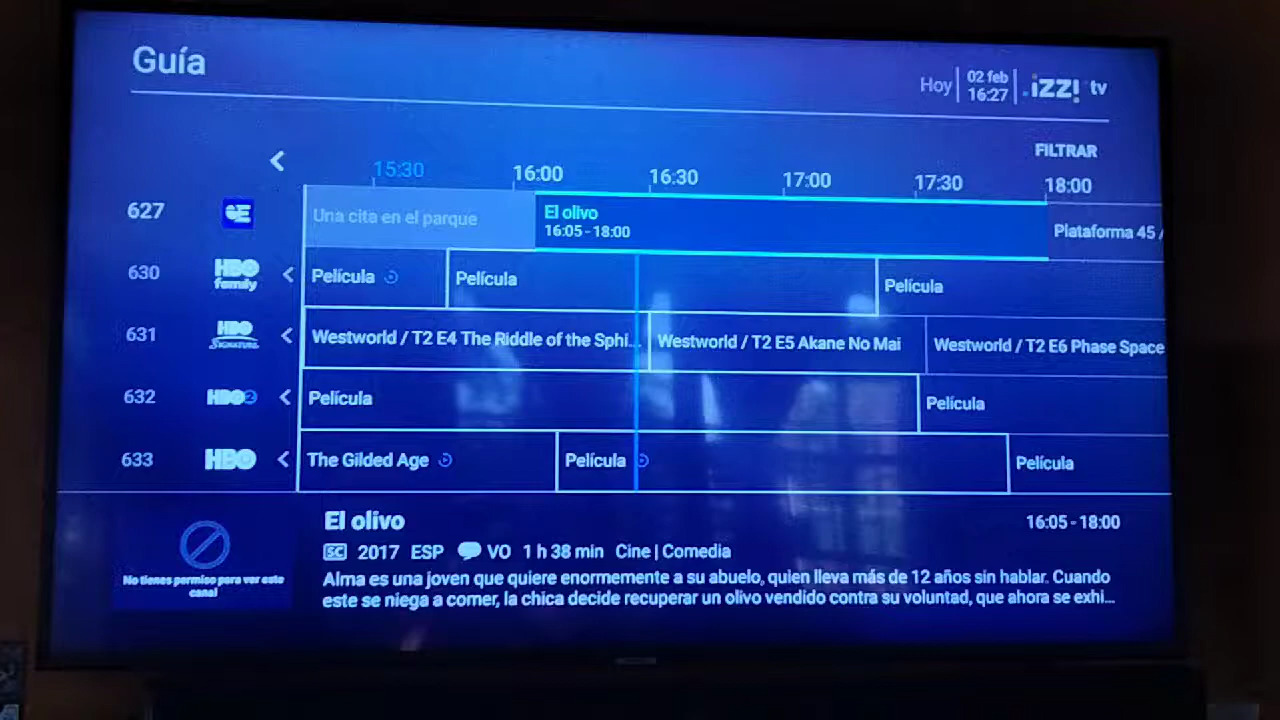 Guía
Hoy 02 feb 16:27 izz! tv
FILTRAR
15:30 16:00 16:30 17:00 17:30 18:00
627 Una cita en el parque El olivo 16:05 - 18:00 Plataforma 45 /
630 HBO family Película Película Película
631 HBO SIGNATURE Westworld / T2 E4 The Riddle of the Sphi... Westworld / T2 E5 Akane No Mai Westworld / T2 E6 Phase Space
632 HBO2 Película Película
633 HBO The Gilded Age Película Película
El olivo 16:05 - 18:00
SC 2017 ESP VO 1 h 38 min Cine | Comedia
No tienes permiso para ver este canal
Alma es una joven que quiere enormemente a su abuelo, quien lleva más de 12 años sin hablar. Cuando
este se niega a comer, la chica decide recuperar un olivo vendido contra su voluntad, que ahora se exhi...